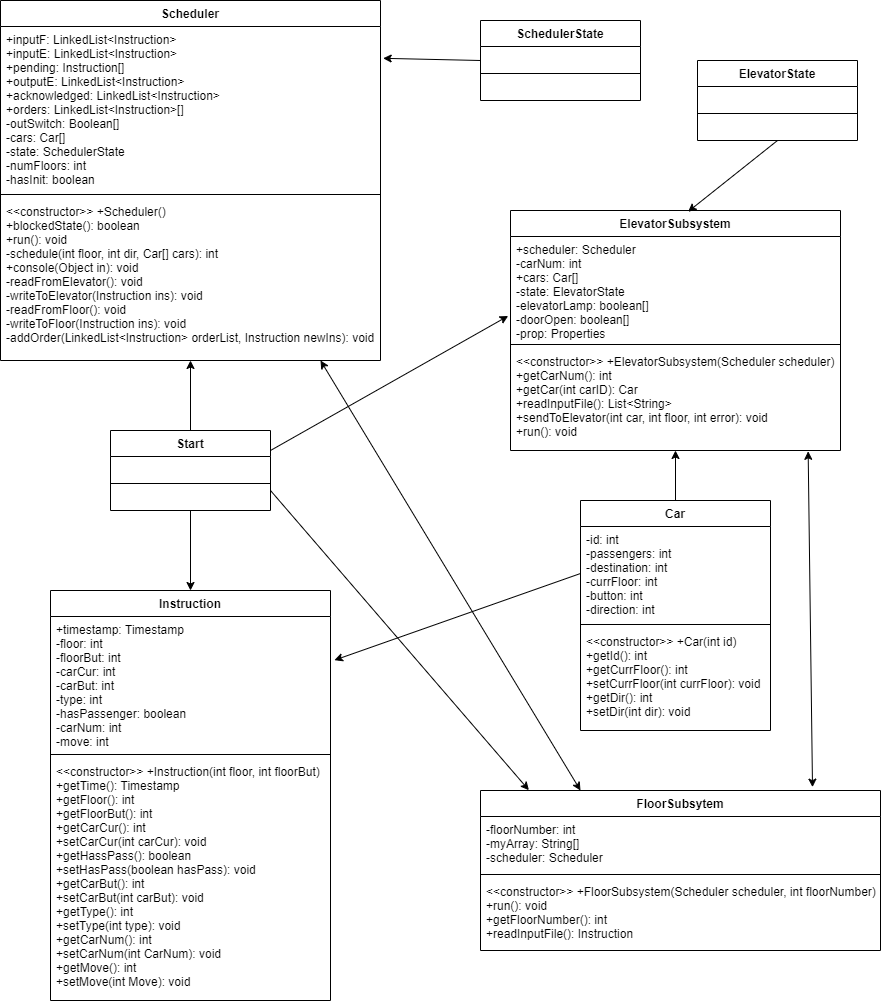 Scheduler
+inputF: LinkedList<Instruction>
+inputE: LinkedList<Instruction>
+pending: Instruction[]
+outputE: LinkedList<Instruction>
+acknowledged: LinkedList<Instruction>
+orders: LinkedList<Instruction>[]
-outSwitch: Boolean[]
-cars: Car[]
-state: SchedulerState
-numFloors: int
-hasInit: boolean
<<constructor>> +Scheduler()
+blockedState(): boolean
+run(): void
-schedule(int floor, int dir, Car[] cars): int
+console(Object in): void
-readFromElevator(): void
-writeToElevator(Instruction ins): void
-readFromFloor(): void
-writeToFloor(Instruction ins): void
-addOrder(LinkedList<Instruction> orderList, Instruction newIns): void
SchedulerState
ElevatorState
ElevatorSubsystem
+scheduler: Scheduler
-carNum: int
+cars: Car[]
-state: ElevatorState
-elevatorLamp: boolean[]
-doorOpen: boolean[]
-prop: Properties
<<constructor>> +ElevatorSubsystem(Scheduler scheduler)
+getCarNum(): int
+getCar(int carID): Car
+readInputFile(): List<String>
+sendToElevator(int car, int floor, int error): void
+run(): void
Start
Car
-id: int
-passengers: int
-destination: int
-currFloor: int
-button: int
-direction: int
<<constructor>> +Car(int id)
+getId(): int
+getCurrFloor(): int
+setCurrFloor(int currFloor): void
+getDir(): int
+setDir(int dir): void
Instruction
+timestamp: Timestamp
-floor: int
-floorBut: int
-carCur: int
-carBut: int
-type: int
-hasPassenger: boolean
-carNum: int
-move: int
<<constructor>> +Instruction(int floor, int floorBut)
+getTime(): Timestamp
+getFloor(): int
+getFloorBut(): int
+getCarCur(): int
+setCarCur(int carCur): void
+getHassPass(): boolean
+setHasPass(boolean hasPass): void
+getCarBut(): int
+setCarBut(int carBut): void
+getType(): int
+setType(int type): void
+getCarNum(): int
+setCarNum(int CarNum): void
+getMove(): int
+setMove(int Move): void
FloorSubsytem
-floorNumber: int
-myArray: String[]
-scheduler: Scheduler
<<constructor>> +FloorSubsystem(Scheduler scheduler, int floorNumber)
+run(): void
+getFloorNumber(): int
+readInputFile(): Instruction